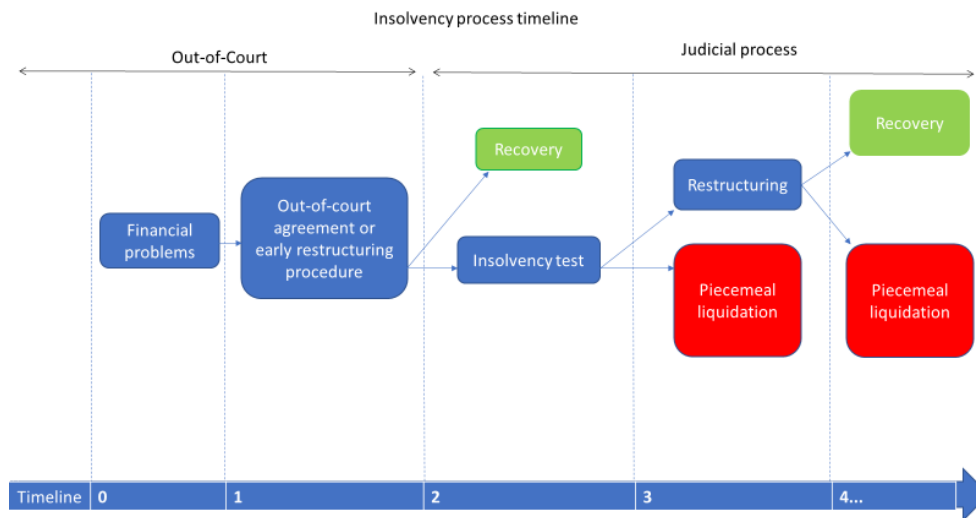 Insolvency process timeline
Out-of-Court
Judicial process
Recovery
Recovery
Financial
problems
Out-of-court
agreement or
early restructuring
procedure
Restructuring
Insolvency test
Piecemeal
liquidation
Piecemeal
liquidation
Timeline 0 1 2 3 4...